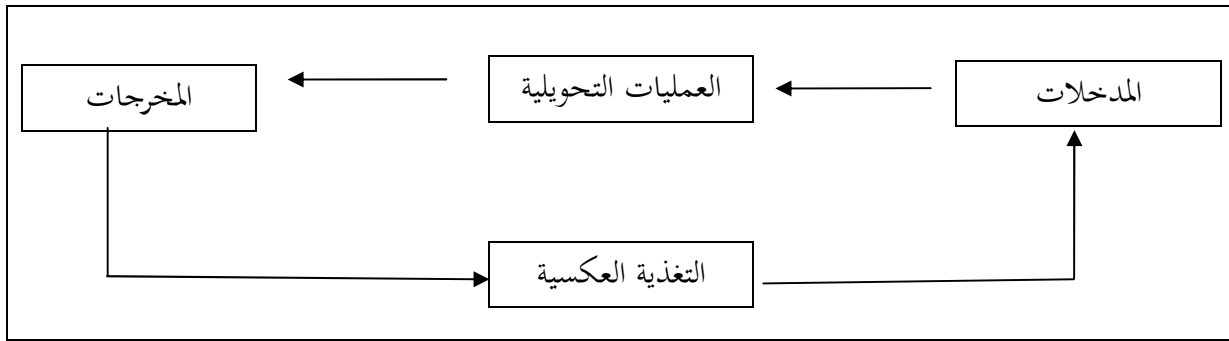 المدخلات
العمليات التحويلية
المخرجات
التغذية العكسية